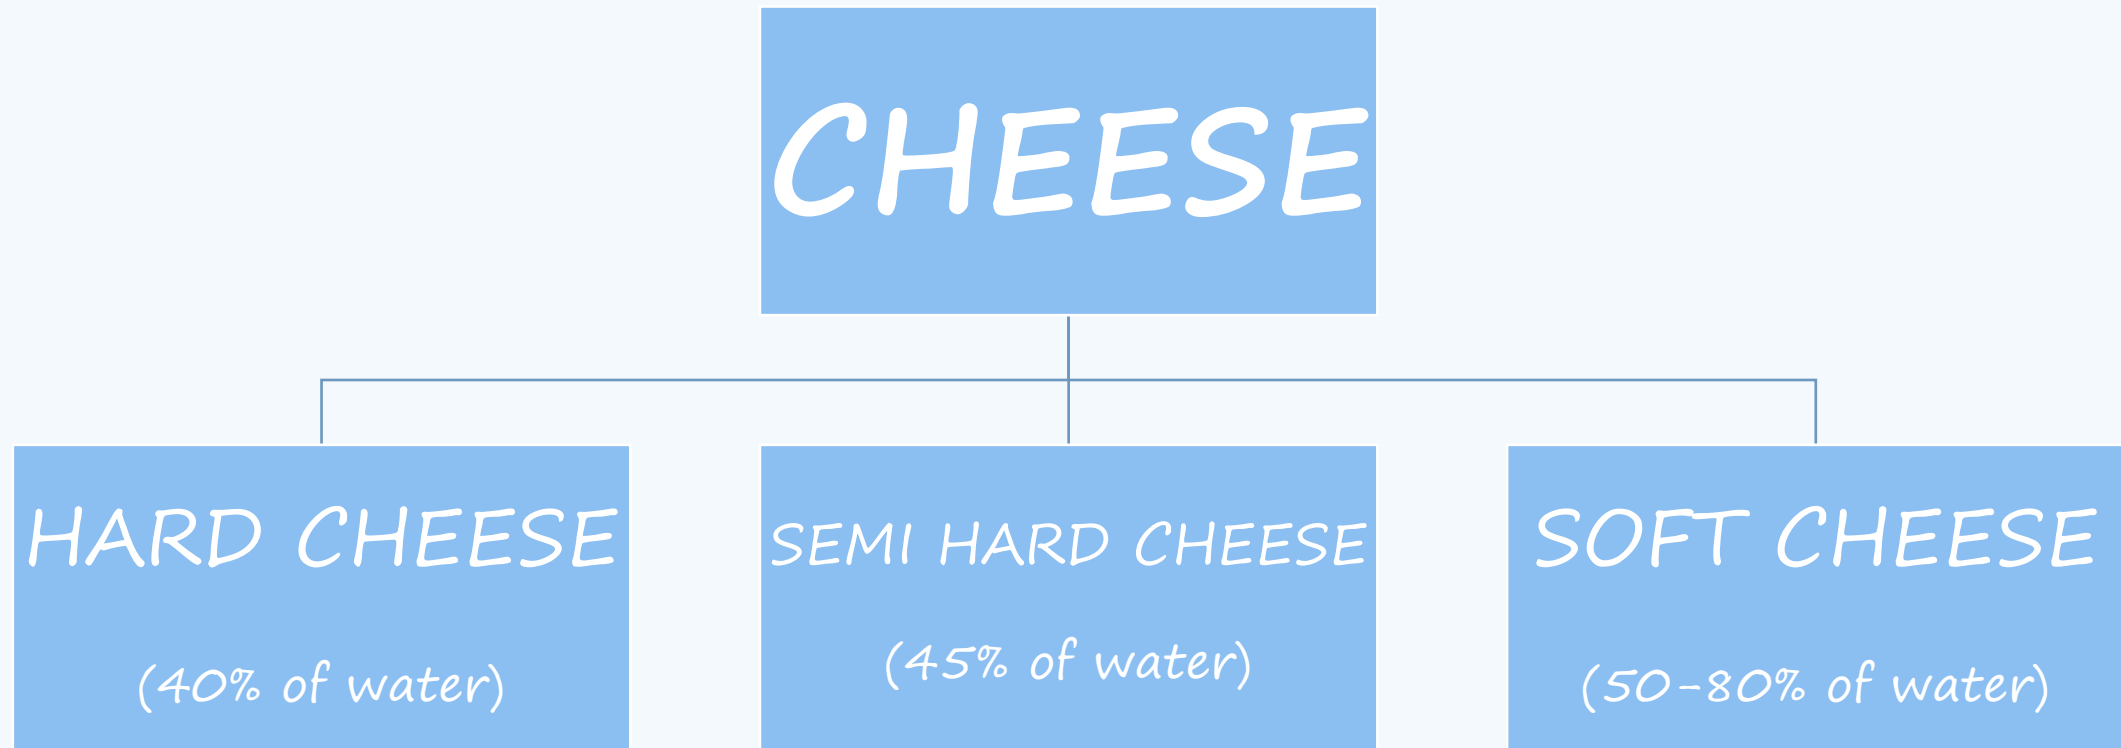 CHEESE
HARD CHEESE
(40% of water)
SEMI HARD CHEESE
(45% of water)
SOFT CHEESE
(50-80% of water)